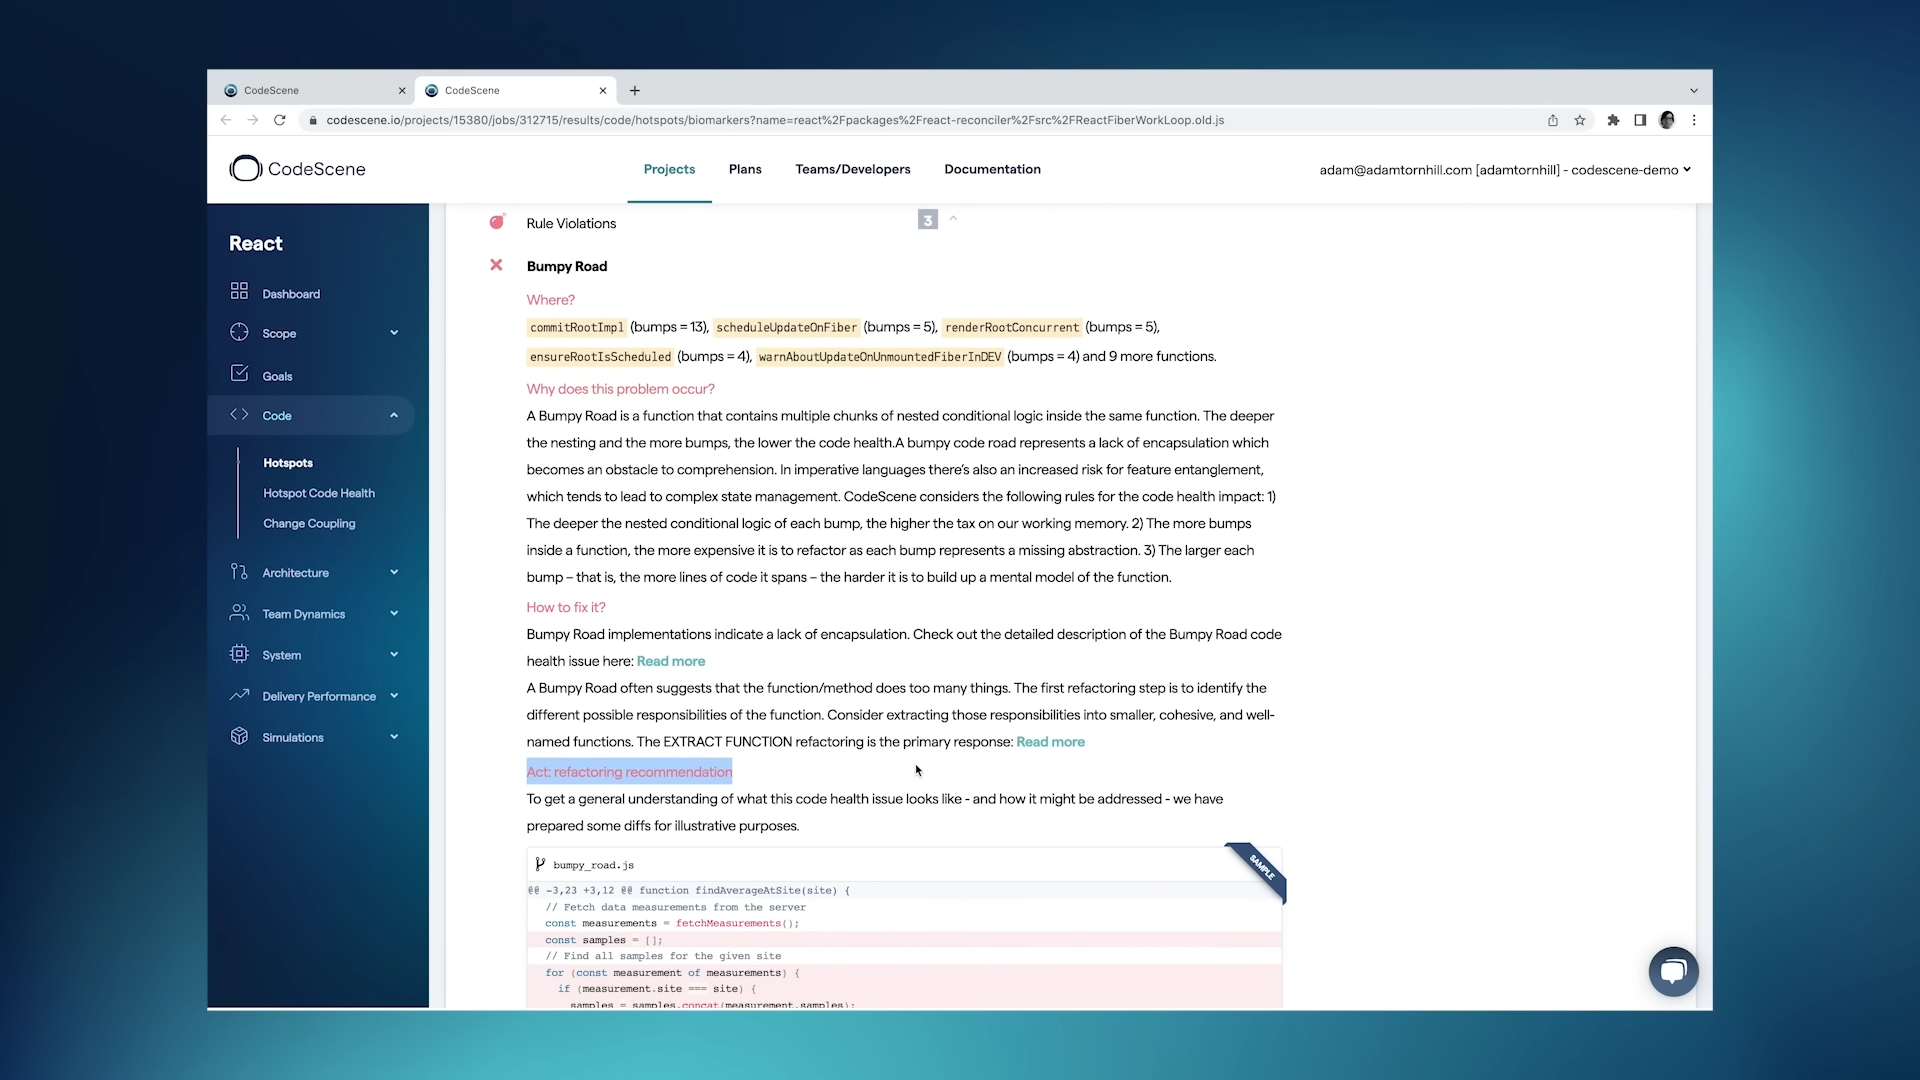 CodeScene
CodeScene
codescene.io/projects/15380/jobs/312715/results/code/hotspots/biomarkers?name=react%2Fpackages%2Freact-reconciler%2Fsrc%2FReactFiberWorkLoop.old.js
CodeScene
Projects
Plans
Teams/Developers
Documentation
adam@adamtornhill.com [adamtornhill] - codescene-demo
React
Dashboard
Scope
Goals
Code
Hotspots
Hotspot Code Health
Change Coupling
Architecture
Team Dynamics
System
Delivery Performance
Simulations
Rule Violations
3
Bumpy Road
Where?
commitRootImpl (bumps = 13), scheduleUpdateOnFiber (bumps = 5), renderRootConcurrent (bumps = 5),
ensureRootIsScheduled (bumps = 4), warnAboutUpdateOnUnmountedFiberInDEV (bumps = 4) and 9 more functions.
Why does this problem occur?
A Bumpy Road is a function that contains multiple chunks of nested conditional logic inside the same function. The deeper
the nesting and the more bumps, the lower the code health.A bumpy code road represents a lack of encapsulation which
becomes an obstacle to comprehension. In imperative languages there's also an increased risk for feature entanglement,
which tends to lead to complex state management. CodeScene considers the following rules for the code health impact: 1)
The deeper the nested conditional logic of each bump, the higher the tax on our working memory. 2) The more bumps
inside a function, the more expensive it is to refactor as each bump represents a missing abstraction. 3) The larger each
bump – that is, the more lines of code it spans – the harder it is to build up a mental model of the function.
How to fix it?
Bumpy Road implementations indicate a lack of encapsulation. Check out the detailed description of the Bumpy Road code
health issue here: Read more
A Bumpy Road often suggests that the function/method does too many things. The first refactoring step is to identify the
different possible responsibilities of the function. Consider extracting those responsibilities into smaller, cohesive, and well-
named functions. The EXTRACT FUNCTION refactoring is the primary response: Read more
Act: refactoring recommendation
To get a general understanding of what this code health issue looks like - and how it might be addressed - we have
prepared some diffs for illustrative purposes.
bumpy_road.js
SAMPLE
@@ -3,23 +3,12 @@ function findAverageAtSite(site) {
// Fetch data measurements from the server
const measurements = fetchMeasurements();
const samples = [];
// Find all samples for the given site
for (const measurement of measurements) {
if (measurement.site === site) {
samples = samples.concat(measurement.samples);